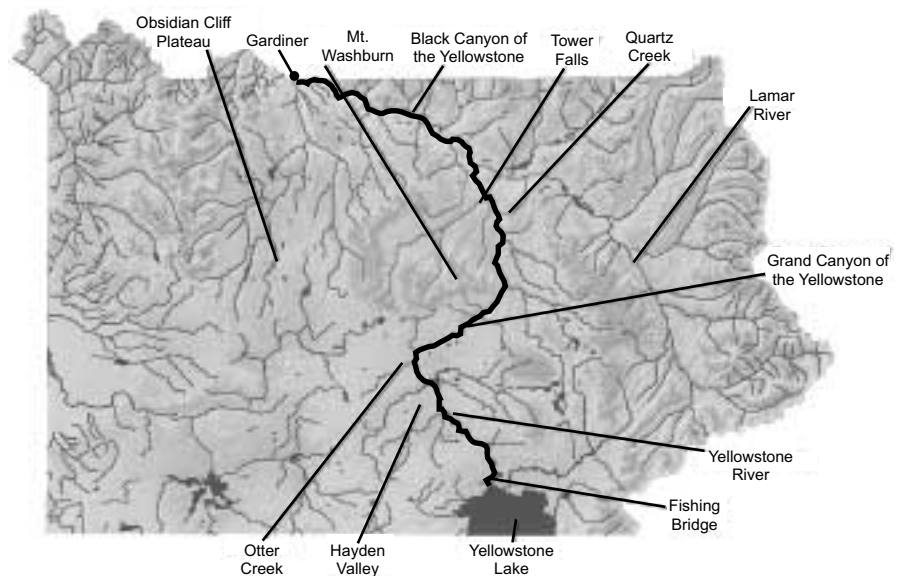 Obsidian Cliff
Plateau
Gardiner
Mt.
Washburn
Black Canyon of
the Yellowstone
Tower
Falls
Quartz
Creek
Lamar
River
Grand Canyon of
the Yellowstone
Yellowstone
River
Fishing
Bridge
Otter
Creek
Hayden
Valley
Yellowstone
Lake